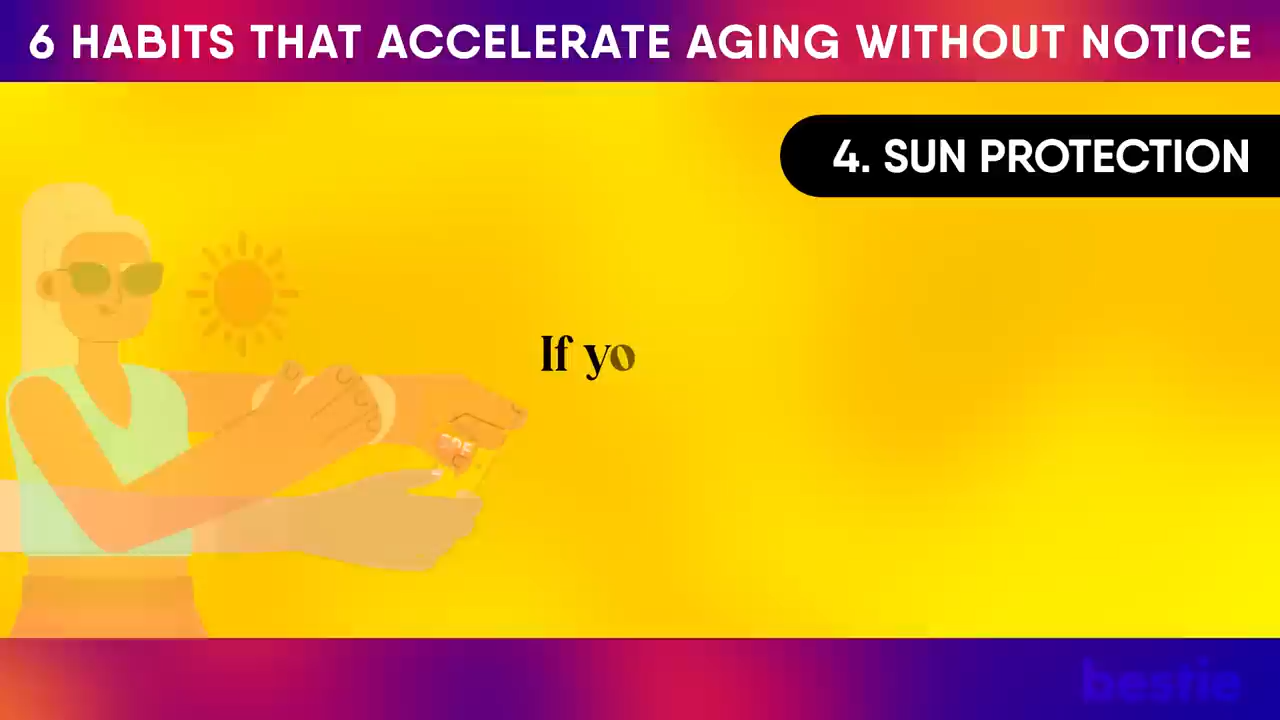 6 HABITS THAT ACCELERATE AGING WITHOUT NOTICE
4. SUN PROTECTION
If yo
bestie